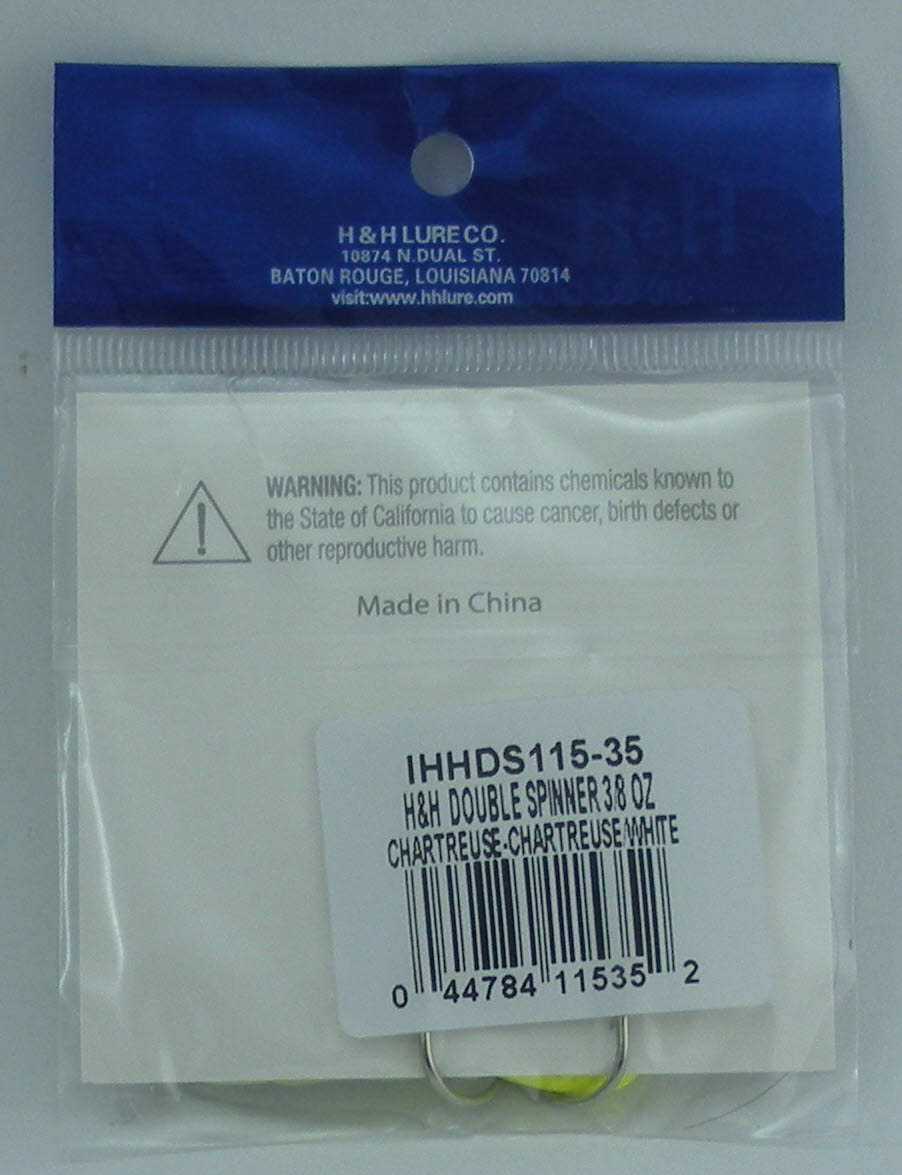 H & H LURE CO.
10874 N. DUAL ST.
BATON ROUGE, LOUISIANA 70814
visit:www.hhlure.com
WARNING: This product contains chemicals known to
the State of California to cause cancer, birth defects or
other reproductive harm.
Made in China
IHHDS115-35
H&H DOUBLE SPINNER 3/8 OZ
CHARTREUSE-CHARTREUSE/WHITE
0 44784 11535 2